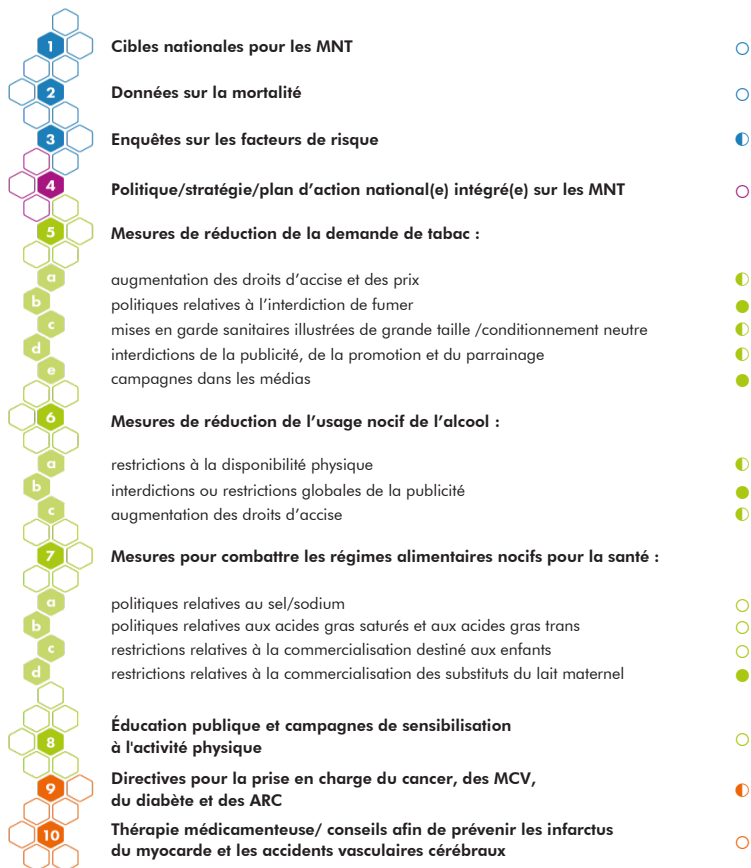 1 Cibles nationales pour les MNT
2 Données sur la mortalité
3 Enquêtes sur les facteurs de risque
4 Politique/stratégie/plan d’action national(e) intégré(e) sur les MNT
5 Mesures de réduction de la demande de tabac :
a augmentation des droits d’accise et des prix
b politiques relatives à l’interdiction de fumer
c mises en garde sanitaires illustrées de grande taille /conditionnement neutre
d interdictions de la publicité, de la promotion et du parrainage
e campagnes dans les médias
6 Mesures de réduction de l’usage nocif de l’alcool :
a restrictions à la disponibilité physique
b interdictions ou restrictions globales de la publicité
c augmentation des droits d’accise
7 Mesures pour combattre les régimes alimentaires nocifs pour la santé :
a politiques relatives au sel/sodium
b politiques relatives aux acides gras saturés et aux acides gras trans
c restrictions relatives à la commercialisation destiné aux enfants
d restrictions relatives à la commercialisation des substituts du lait maternel
8 Éducation publique et campagnes de sensibilisation
à l'activité physique
9 Directives pour la prise en charge du cancer, des MCV,
du diabète et des ARC
10 Thérapie médicamenteuse/ conseils afin de prévenir les infarctus
du myocarde et les accidents vasculaires cérébraux